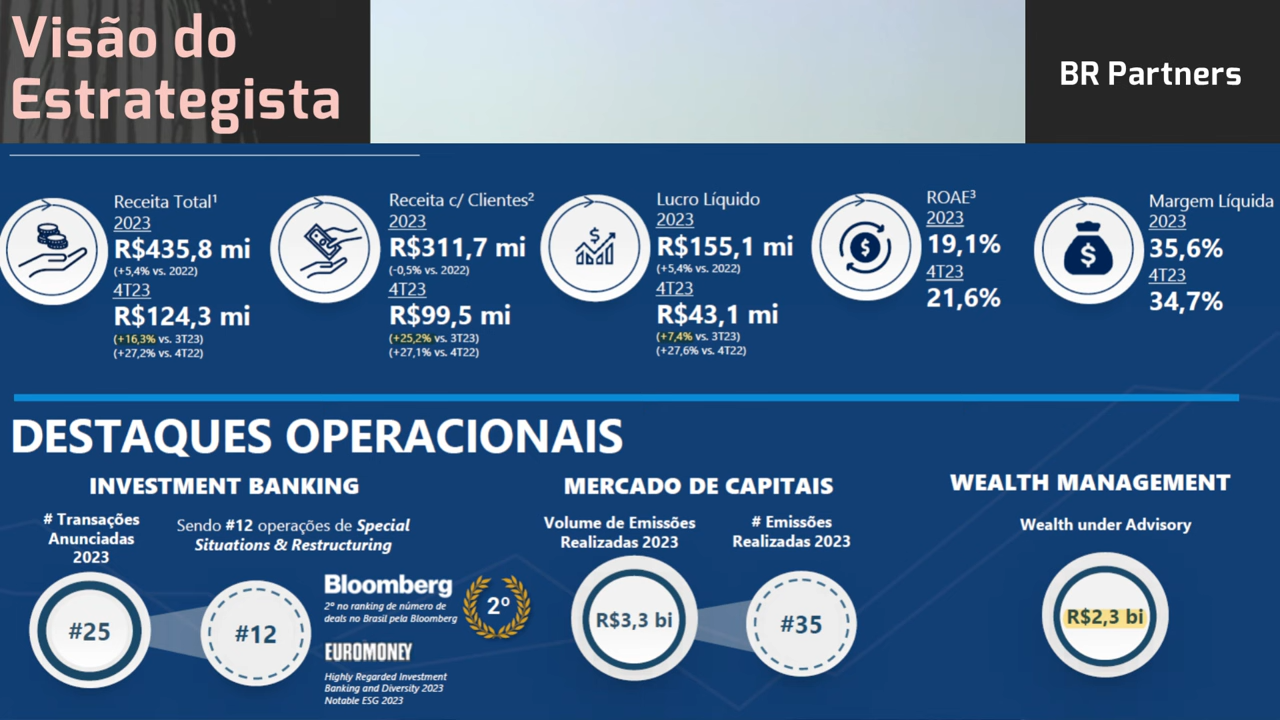 Visão do
Estrategista
BR Partners
Receita Total¹
2023
R$435,8 mi
(+5,4% vs. 2022)
4T23
R$124,3 mi
(+16,3% vs. 3T23)
(+27,2% vs. 4T22)
Receita c/ Clientes²
2023
R$311,7 mi
(-0,5% vs. 2022)
4T23
R$99,5 mi
(+25,2% vs. 3T23)
(+27,1% vs. 4T22)
Lucro Líquido
2023
R$155,1 mi
(+5,4% vs. 2022)
4T23
R$43,1 mi
(+7,4% vs. 3T23)
(+27,6% vs. 4T22)
ROAE³
2023
19,1%
4T23
21,6%
Margem Líquida
2023
35,6%
4T23
34,7%
DESTAQUES OPERACIONAIS
INVESTMENT BANKING
# Transações
Anunciadas
2023
#25
Sendo #12 operações de Special
Situations & Restructuring
#12
Bloomberg
2º no ranking de número de
deals no Brasil pela Bloomberg
2º
EUROMONEY
Highly Regarded Investment
Banking and Diversity 2023
Notable ESG 2023
MERCADO DE CAPITAIS
Volume de Emissões
Realizadas 2023
R$3,3 bi
# Emissões
Realizadas 2023
#35
WEALTH MANAGEMENT
Wealth under Advisory
R$2,3 bi